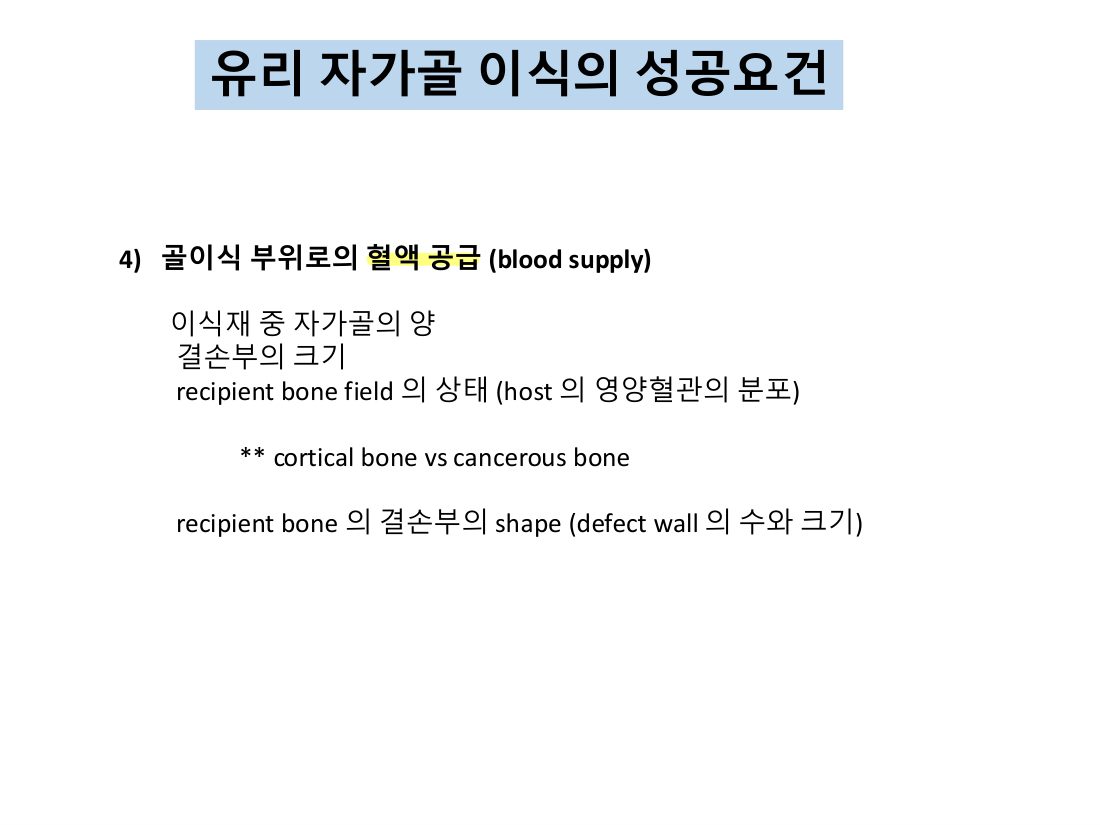 유리 자가골 이식의 성공요건
4) 골이식 부위로의 혈액 공급 (blood supply)
이식재 중 자가골의 양
결손부의 크기
recipient bone field 의 상태 (host 의 영양혈관의 분포)
** cortical bone vs cancerous bone
recipient bone 의 결손부의 shape (defect wall 의 수와 크기)